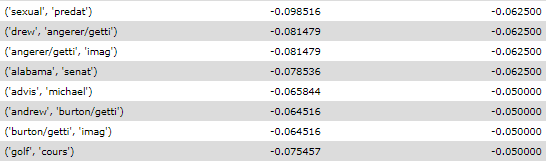 ('sexual', 'predat') -0.098516 -0.062500
('drew', 'angerer/getti') -0.081479 -0.062500
('angerer/getti', 'imag') -0.081479 -0.062500
('alabama', 'senat') -0.078536 -0.062500
('advis', 'michael') -0.065844 -0.050000
('andrew', 'burton/getti') -0.064516 -0.050000
('burton/getti', 'imag') -0.064516 -0.050000
('golf', 'cours') -0.075457 -0.050000